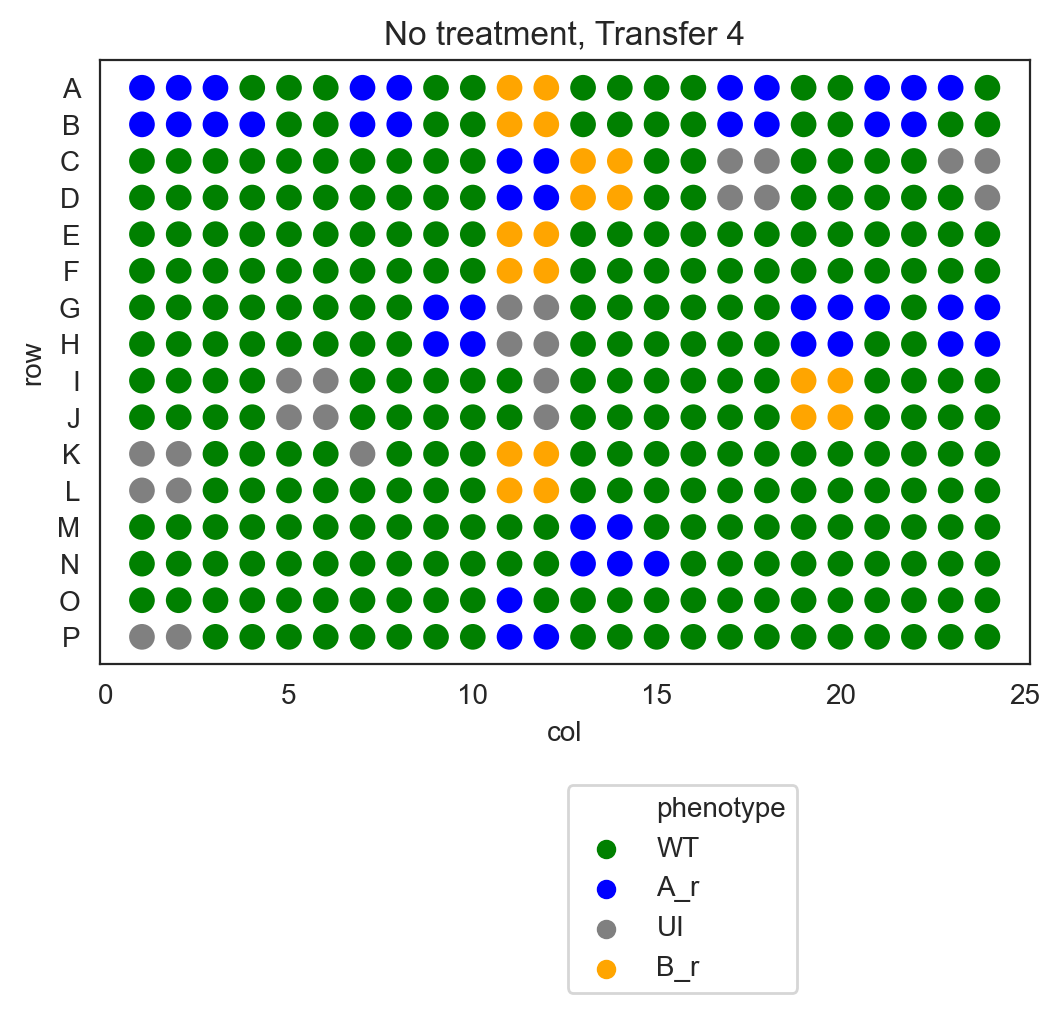 No treatment, Transfer 4
A
B
C
D
E
F
G
H
I
J
K
L
M
N
O
P
row
0 5 10 15 20 25
col
phenotype
WT
A_r
UI
B_r